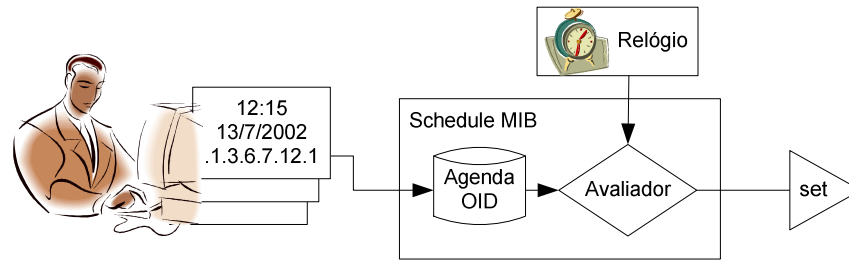 12:15
13/7/2002
.1.3.6.7.12.1
Relógio
Schedule MIB
Agenda
OID
Avaliador
set